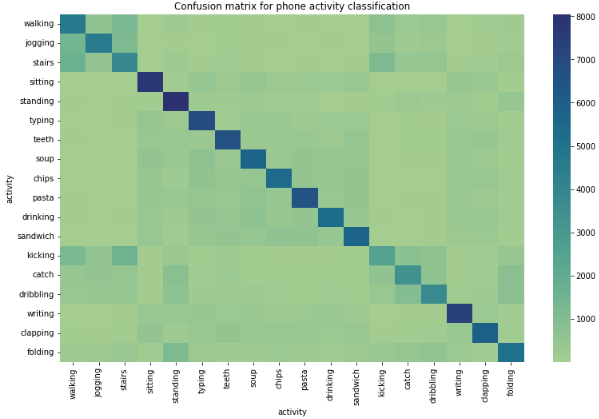 Confusion matrix for phone activity classification
walking
jogging
stairs
sitting
standing
typing
teeth
soup
chips
pasta
drinking
sandwich
kicking
catch
dribbling
writing
clapping
folding
activity
walking
jogging
stairs
sitting
standing
typing
teeth
soup
chips
pasta
drinking
sandwich
kicking
catch
dribbling
writing
clapping
folding
activity
8000
7000
6000
5000
4000
3000
2000
1000